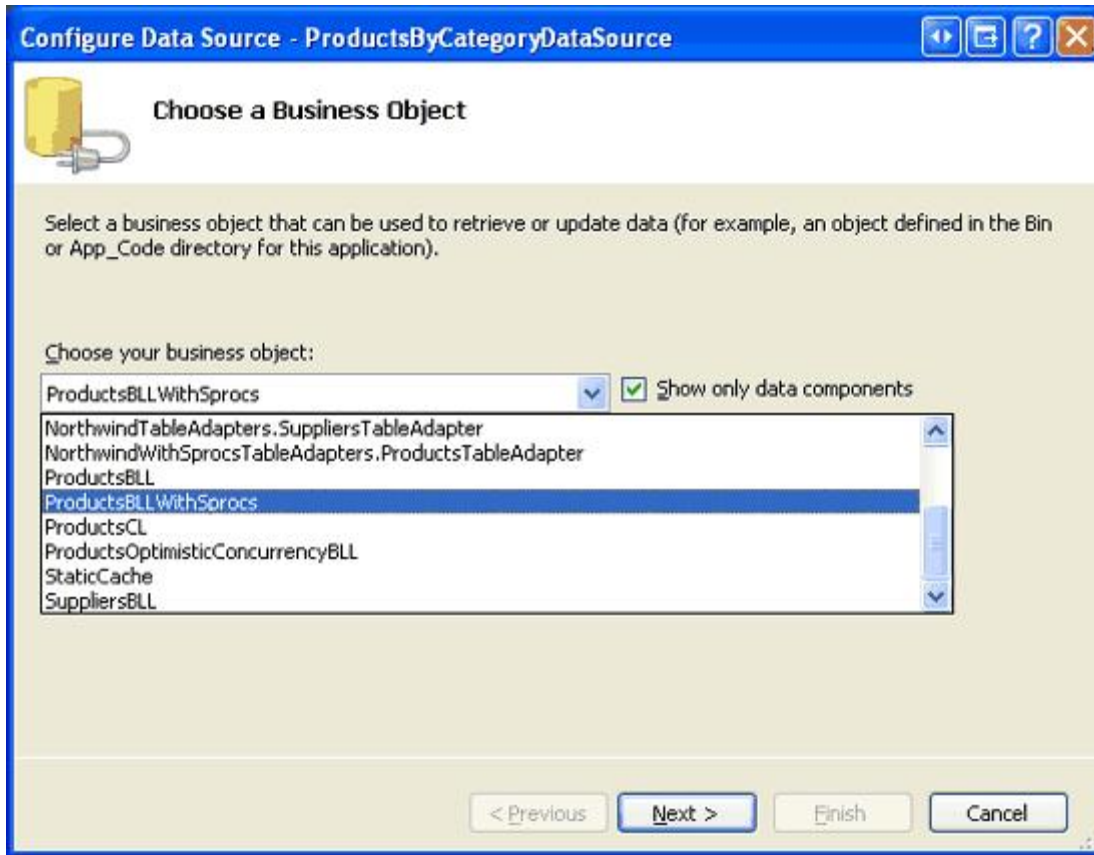 Configure Data Source - ProductsByCategoryDataSource
Choose a Business Object
Select a business object that can be used to retrieve or update data (for example, an object defined in the Bin
or App_Code directory for this application).
Choose your business object:
ProductsBLLWithSprocs
Show only data components
NorthwindTableAdapters.SuppliersTableAdapter
NorthwindWithSprocsTableAdapters.ProductsTableAdapter
ProductsBLL
ProductsBLLWithSprocs
ProductsCL
ProductsOptimisticConcurrencyBLL
StaticCache
SuppliersBLL
< Previous
Next >
Finish
Cancel